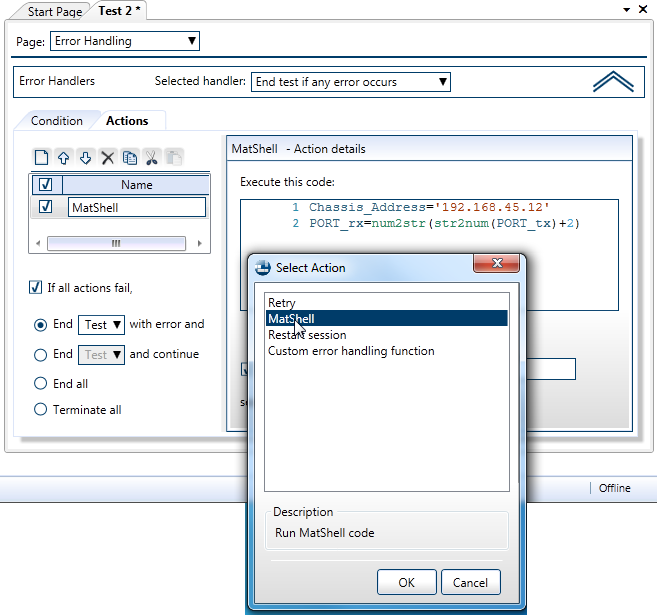 Start Page
Test 2 *
Page: Error Handling
Error Handlers
Selected handler: End test if any error occurs
Condition
Actions
Name
MatShell
If all actions fail,
End Test with error and
End Test and continue
End all
Terminate all
MatShell - Action details
Execute this code:
1 Chassis_Address='192.168.45.12'
2 PORT_rx=num2str(str2num(PORT_tx)+2)
Select Action
Retry
MatShell
Restart session
Custom error handling function
Description
Run MatShell code
OK
Cancel
Offline